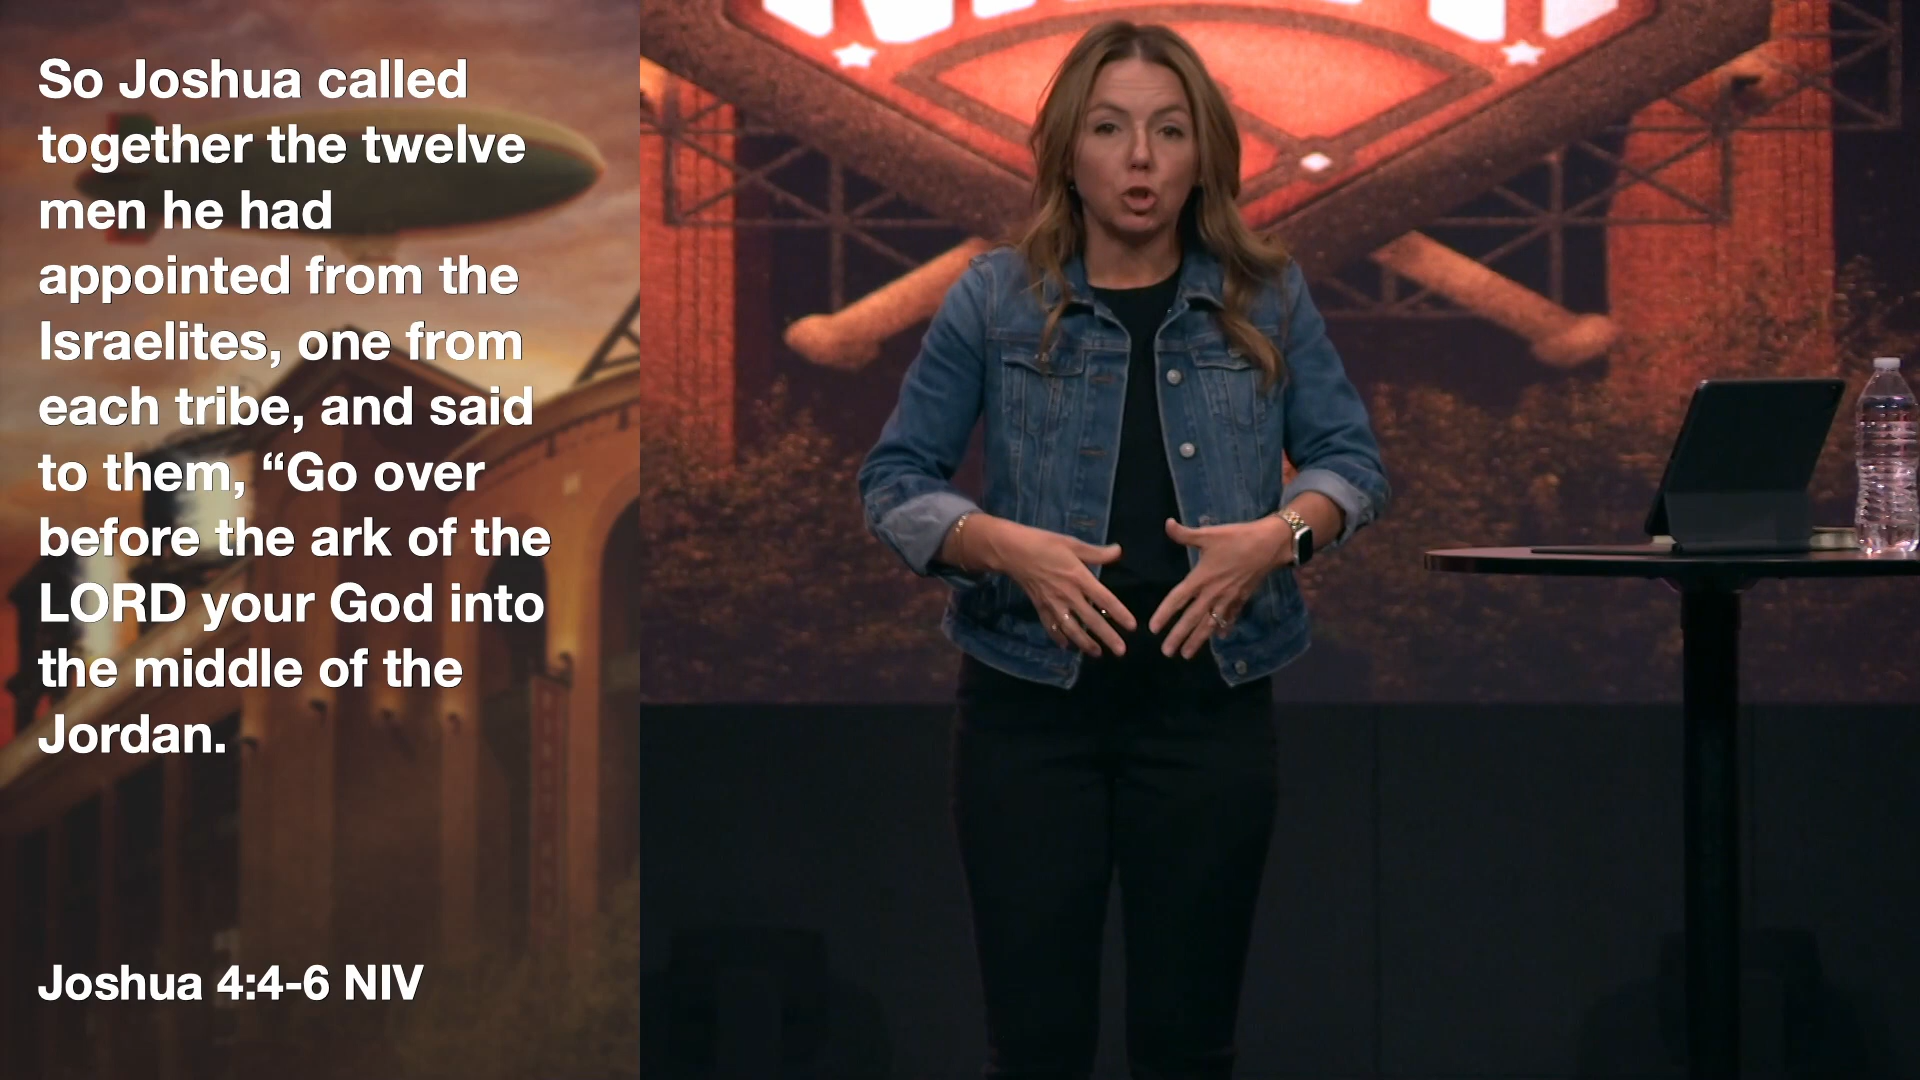 So Joshua called
together the twelve
men he had
appointed from the
Israelites, one from
each tribe, and said
to them, “Go over
before the ark of the
LORD your God into
the middle of the
Jordan.
Joshua 4:4-6 NIV